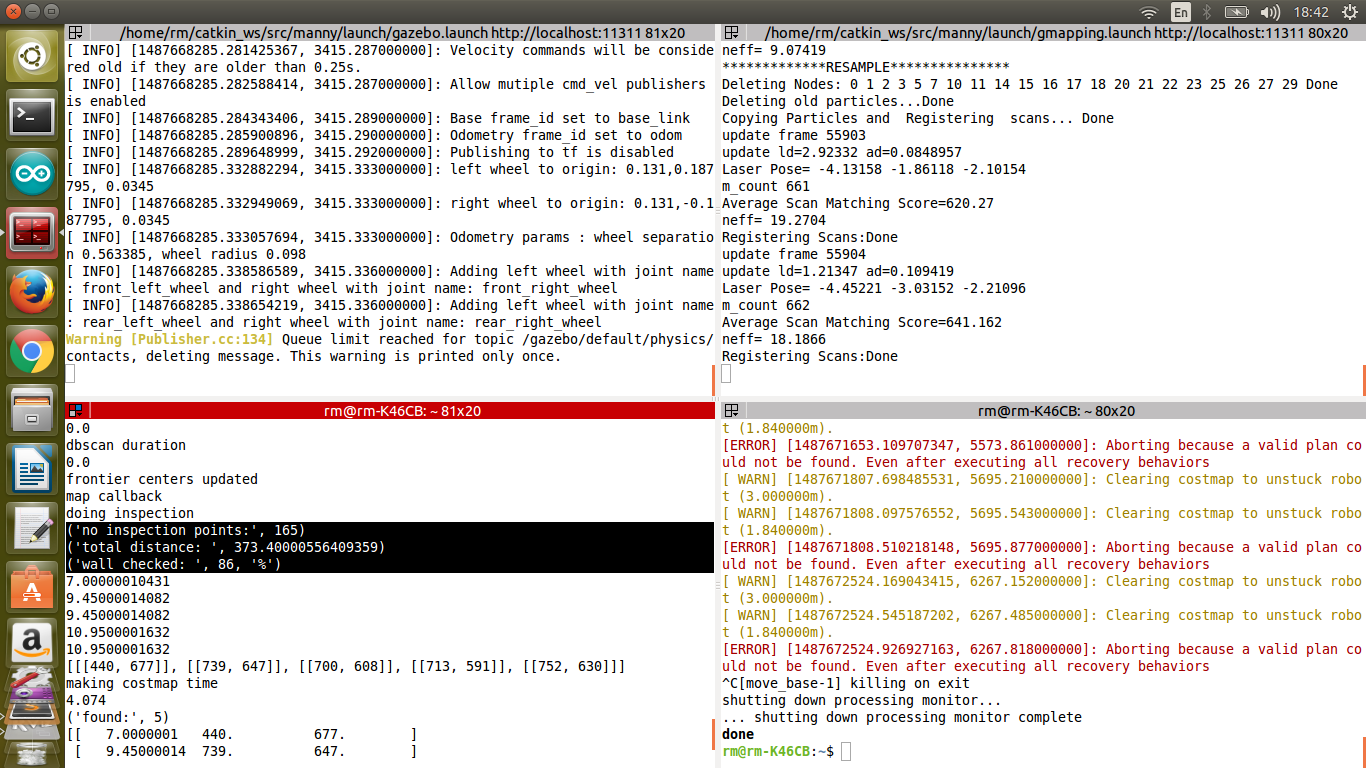 En
18:42
/home/rm/catkin_ws/src/manny/launch/gazebo.launch http://localhost:11311 81x20
[ INFO] [1487668285.281425367, 3415.287000000]: Velocity commands will be conside
red old if they are older than 0.25s.
[ INFO] [1487668285.282588414, 3415.287000000]: Allow mutiple cmd_vel publishers
is enabled
[ INFO] [1487668285.284343406, 3415.289000000]: Base frame_id set to base_link
[ INFO] [1487668285.285900896, 3415.290000000]: Odometry frame_id set to odom
[ INFO] [1487668285.289648999, 3415.292000000]: Publishing to tf is disabled
[ INFO] [1487668285.332882294, 3415.333000000]: left wheel to origin: 0.131,0.187
795, 0.0345
[ INFO] [1487668285.332949069, 3415.333000000]: right wheel to origin: 0.131,-0.1
87795, 0.0345
[ INFO] [1487668285.333057694, 3415.333000000]: Odometry params : wheel separatio
n 0.563385, wheel radius 0.098
[ INFO] [1487668285.338586589, 3415.336000000]: Adding left wheel with joint name
: front_left_wheel and right wheel with joint name: front_right_wheel
[ INFO] [1487668285.338654219, 3415.336000000]: Adding left wheel with joint name
: rear_left_wheel and right wheel with joint name: rear_right_wheel
Warning [Publisher.cc:134] Queue limit reached for topic /gazebo/default/physics/
contacts, deleting message. This warning is printed only once.
/home/rm/catkin_ws/src/manny/launch/gmapping.launch http://localhost:11311 80x20
neff= 9.07419
*************RESAMPLE***************
Deleting Nodes: 0 1 2 3 5 7 10 11 14 15 16 17 18 20 21 22 23 25 26 27 29 Done
Deleting old particles...Done
Copying Particles and  Registering  scans... Done
update frame 55903
update ld=2.92332 ad=0.0848957
Laser Pose= -4.13158 -1.86118 -2.10154
m_count 661
Average Scan Matching Score=620.27
neff= 19.2704
Registering Scans:Done
update frame 55904
update ld=1.21347 ad=0.109419
Laser Pose= -4.45221 -3.03152 -2.21096
m_count 662
Average Scan Matching Score=641.162
neff= 18.1866
Registering Scans:Done
rm@rm-K46CB: ~ 81x20
0.0
dbscan duration
0.0
frontier centers updated
map callback
doing inspection
('no inspection points:', 165)
('total distance: ', 373.40000556409359)
('wall checked: ', 86, '%')
7.00000010431
9.45000014082
9.45000014082
10.9500001632
10.9500001632
[[[440, 677]], [[739, 647]], [[700, 608]], [[713, 591]], [[752, 630]]]
making costmap time
4.074
('found:', 5)
[[   7.0000001   440.          677.        ]
[   9.45000014  739.          647.        ]
rm@rm-K46CB: ~ 80x20
t (1.840000m).
[ERROR] [1487671653.109707347, 5573.861000000]: Aborting because a valid plan co
uld not be found. Even after executing all recovery behaviors
[ WARN] [1487671807.698485531, 5695.210000000]: Clearing costmap to unstuck robo
t (3.000000m).
[ WARN] [1487671808.097576552, 5695.543000000]: Clearing costmap to unstuck robo
t (1.840000m).
[ERROR] [1487671808.510218148, 5695.877000000]: Aborting because a valid plan co
uld not be found. Even after executing all recovery behaviors
[ WARN] [1487672524.169043415, 6267.152000000]: Clearing costmap to unstuck robo
t (3.000000m).
[ WARN] [1487672524.545187202, 6267.485000000]: Clearing costmap to unstuck robo
t (1.840000m).
[ERROR] [1487672524.926927163, 6267.818000000]: Aborting because a valid plan co
uld not be found. Even after executing all recovery behaviors
^C[move_base-1] killing on exit
shutting down processing monitor...
... shutting down processing monitor complete
done
rm@rm-K46CB:~$